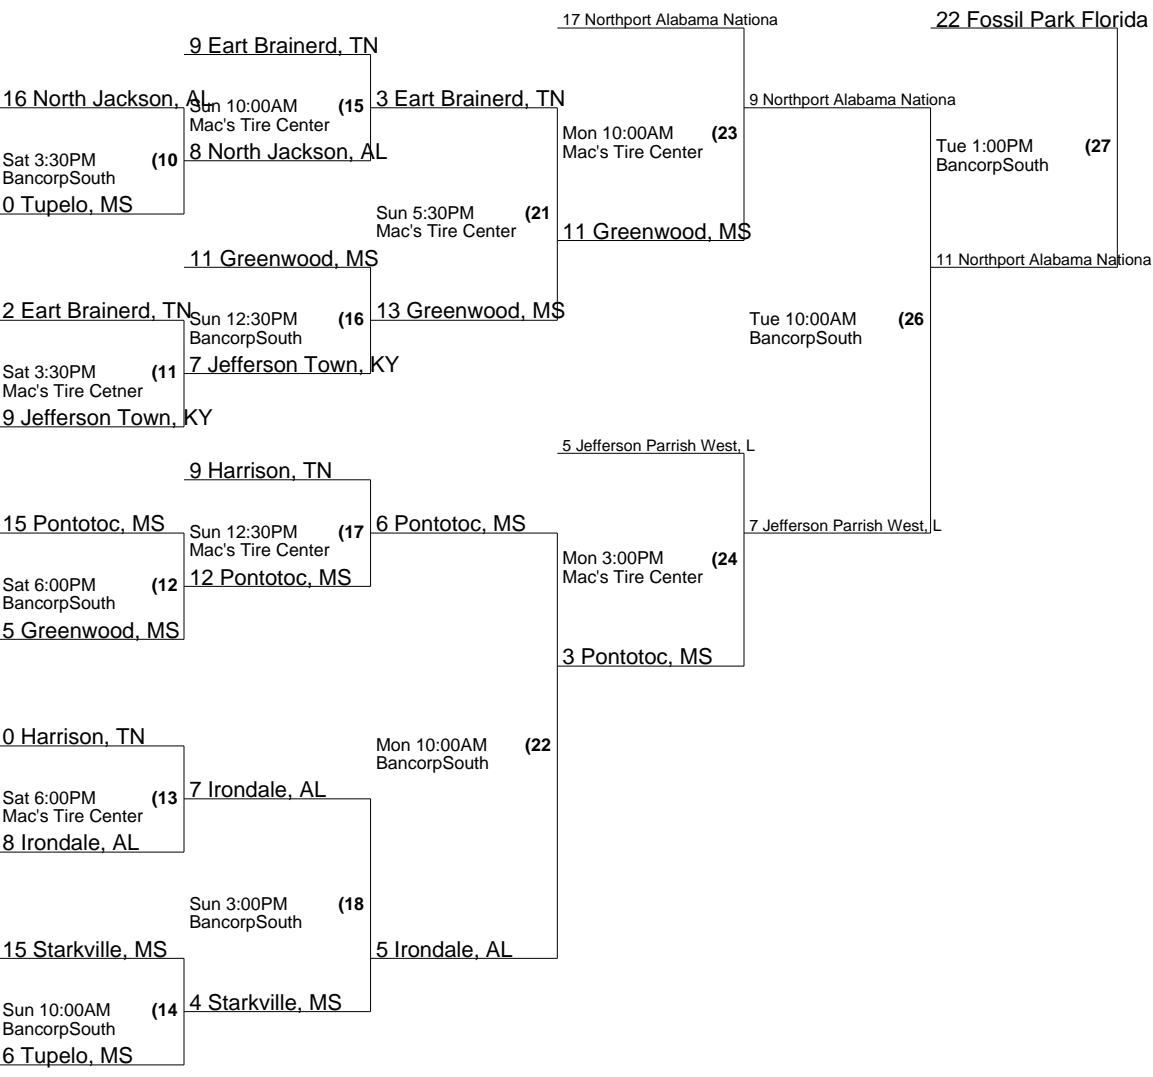 17 Northport Alabama Nationa
22 Fossil Park Florida
9 Eart Brainerd, TN
16 North Jackson, AL
Sun 10:00AM (15
Mac's Tire Center
3 Eart Brainerd, TN
9 Northport Alabama Nationa
Mon 10:00AM (23
Mac's Tire Center
Tue 1:00PM (27
BancorpSouth
8 North Jackson, AL
Sat 3:30PM (10
BancorpSouth
0 Tupelo, MS
Sun 5:30PM (21
Mac's Tire Center
11 Greenwood, MS
11 Greenwood, MS
11 Northport Alabama Nationa
2 Eart Brainerd, TN
Sun 12:30PM (16
BancorpSouth
13 Greenwood, MS
Tue 10:00AM (26
BancorpSouth
7 Jefferson Town, KY
Sat 3:30PM (11
Mac's Tire Cetner
9 Jefferson Town, KY
5 Jefferson Parrish West, L
9 Harrison, TN
15 Pontotoc, MS
Sun 12:30PM (17
Mac's Tire Center
6 Pontotoc, MS
7 Jefferson Parrish West, L
Mon 3:00PM (24
Mac's Tire Center
12 Pontotoc, MS
Sat 6:00PM (12
BancorpSouth
5 Greenwood, MS
3 Pontotoc, MS
0 Harrison, TN
Mon 10:00AM (22
BancorpSouth
7 Irondale, AL
Sat 6:00PM (13
Mac's Tire Center
8 Irondale, AL
Sun 3:00PM (18
BancorpSouth
15 Starkville, MS
5 Irondale, AL
4 Starkville, MS
Sun 10:00AM (14
BancorpSouth
6 Tupelo, MS